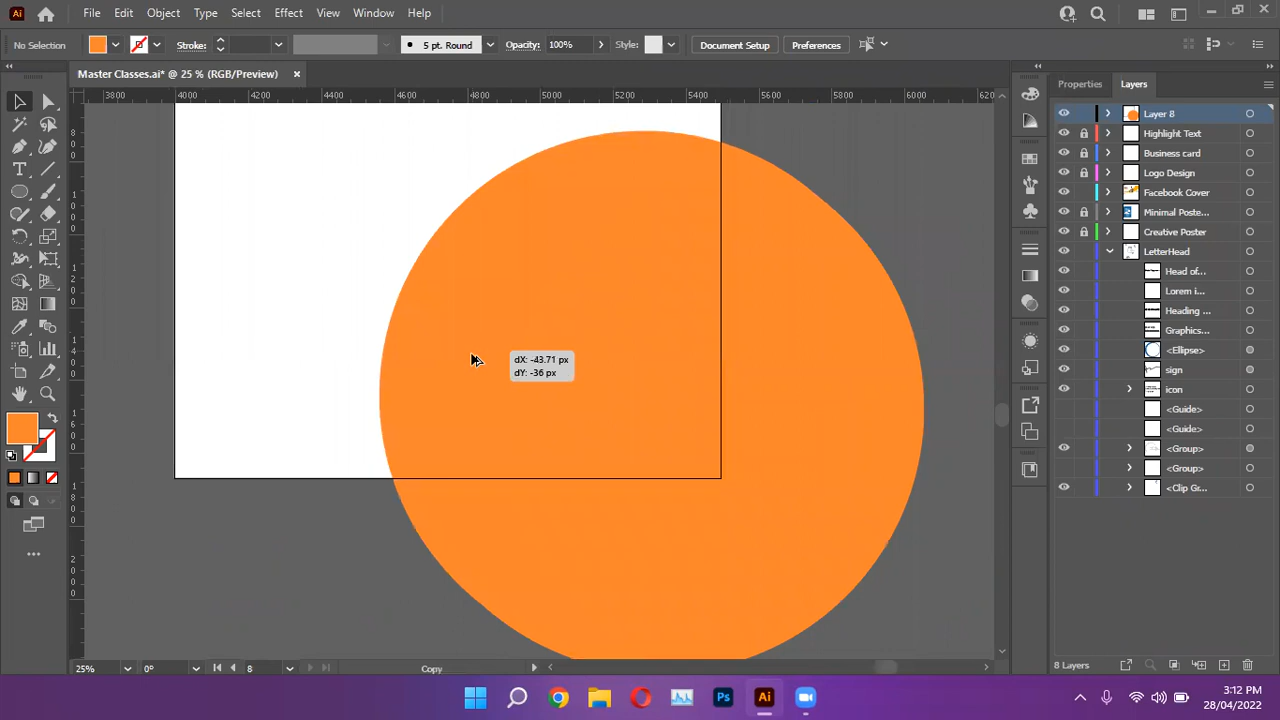 Ai File Edit Object Type Select Effect View Window Help
No Selection Stroke: 5 pt. Round Opacity: 100% Style: Document Setup Preferences
Master Classes.ai* @ 25 % (RGB/Preview)
Properties Layers
3800 4000 4200 4400 4600 4800 5000 5200 5400 5600 5800 6000 6200
Layer 8
Highlight Text
Business card
Logo Design
Facebook Cover
Minimal Poste...
Creative Poster
LetterHead
Head of...
Lorem i...
Heading ...
Graphics...
<Ellipse>
sign
icon
<Guide>
<Guide>
<Group>
<Group>
Clip Gr...
dX: -43.71 px
dY: -36 px
25% 0° 8 Copy 8 Layers
Ps Ai
3:12 PM
28/04/2022